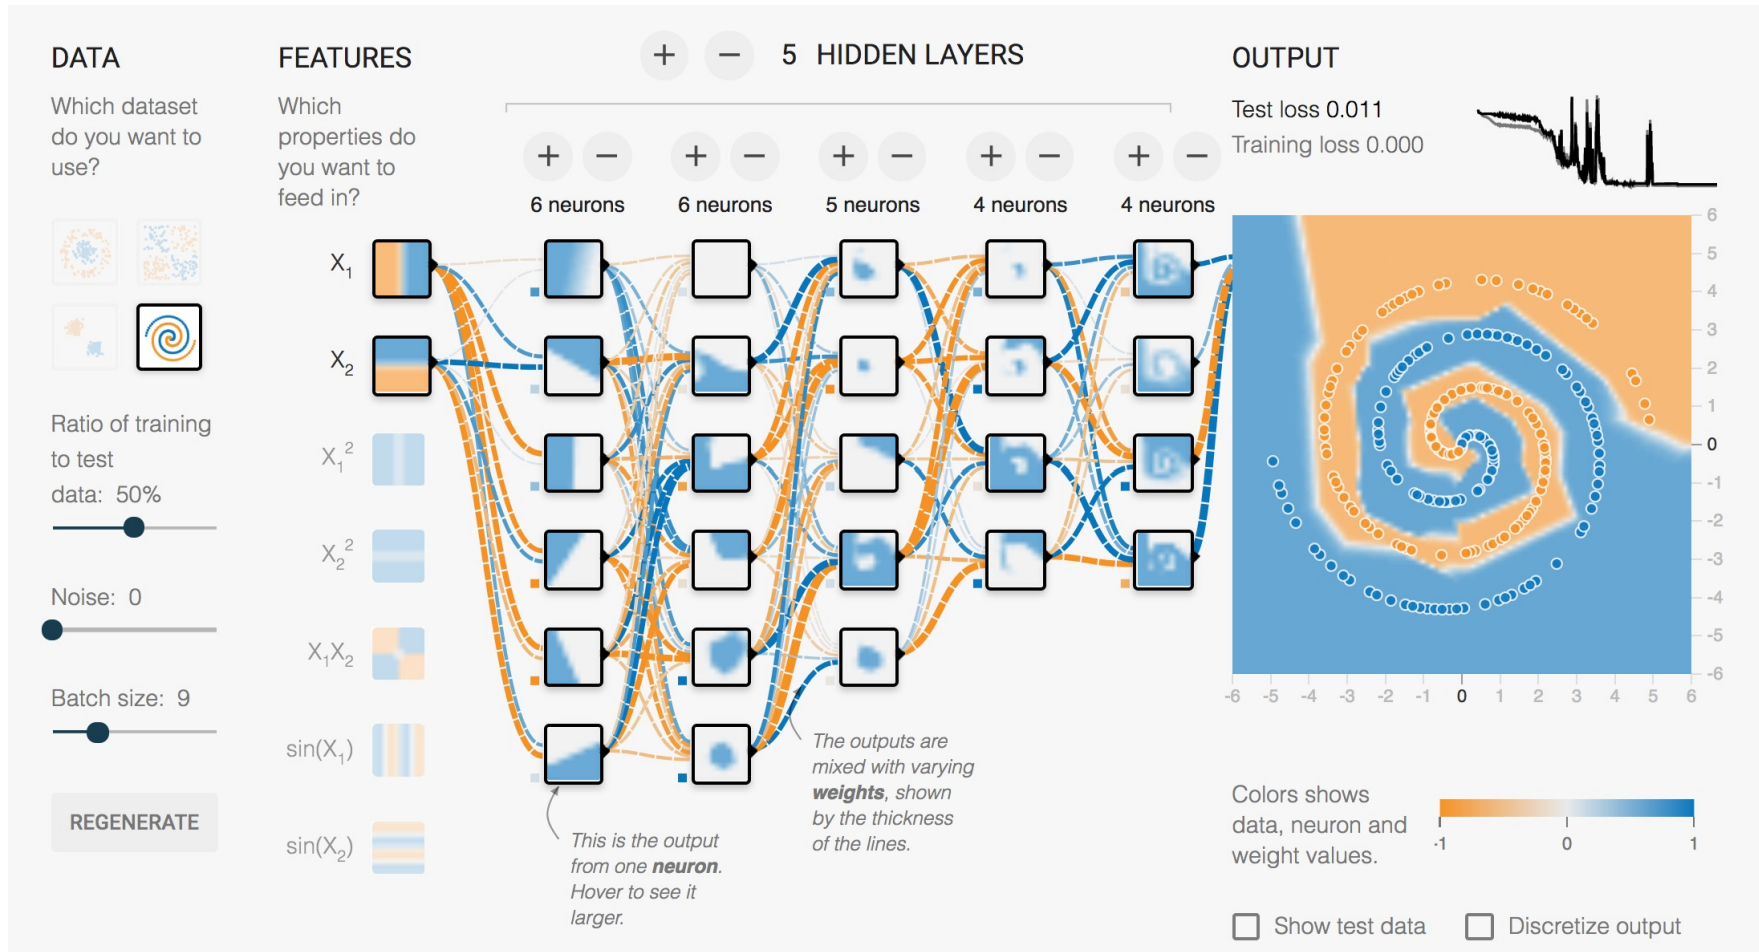 DATA
Which dataset
do you want to
use?
Ratio of training
to test
data: 50%
Noise: 0
Batch size: 9
REGENERATE
FEATURES
Which
properties do
you want to
feed in?
X₁
X₂
X₁²
X₂²
X₁X₂
sin(X₁)
sin(X₂)
+ − 5 HIDDEN LAYERS
+ − + − + − + − + −
6 neurons 6 neurons 5 neurons 4 neurons 4 neurons
This is the output
from one neuron.
Hover to see it
larger.
The outputs are
mixed with varying
weights, shown
by the thickness
of the lines.
OUTPUT
Test loss 0.011
Training loss 0.000
6
5
4
3
2
1
0
-1
-2
-3
-4
-5
-6
-6 -5 -4 -3 -2 -1 0 1 2 3 4 5 6
Colors shows
data, neuron and
weight values.
-1 0 1
Show test data Discretize output